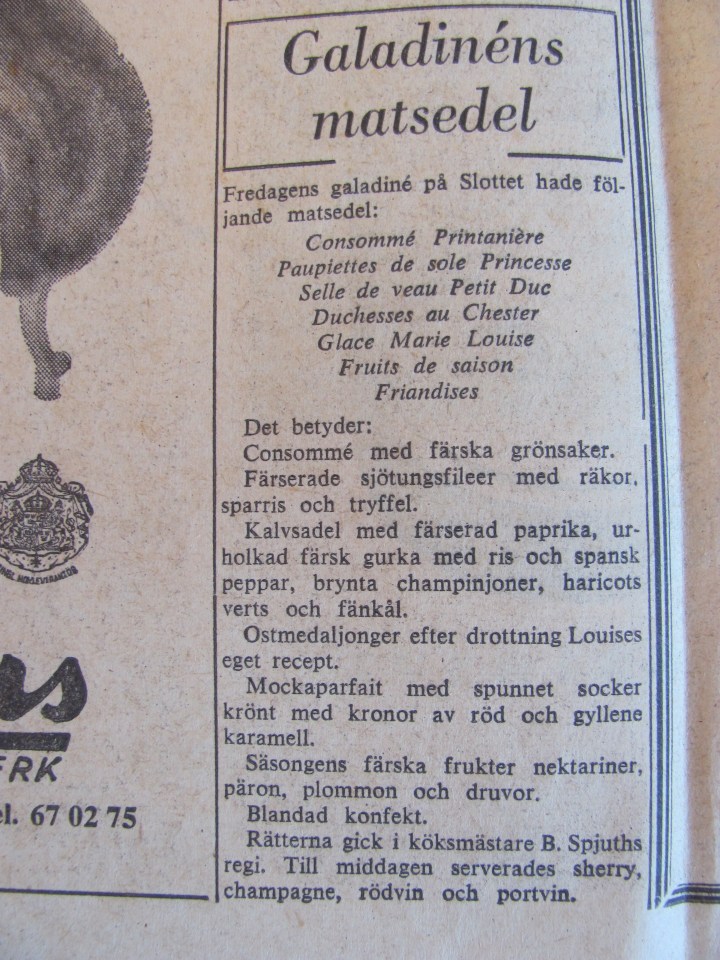 Galadinéns
matsedel
Fredagens galadiné på Slottet hade föl-
jande matsedel:
Consommé Printanière
Paupiettes de sole Princesse
Selle de veau Petit Duc
Duchesses au Chester
Glace Marie Louise
Fruits de saison
Friandises
Det betyder:
Consommé med färska grönsaker.
Färserade sjötungsfileer med räkor,
sparris och tryffel.
Kalvsadel med färserad paprika, ur-
holkad färsk gurka med ris och spansk
peppar, brynta champinjoner, haricots
verts och fänkål.
Ostmedaljonger efter drottning Louises
eget recept.
Mockaparfait med spunnet socker
krönt med kronor av röd och gyllene
karamell.
Säsongens färska frukter nektariner,
päron, plommon och druvor.
Blandad konfekt.
Rätterna gick i köksmästare B. Spjuths
regi. Till middagen serverades sherry,
champagne, rödvin och portvin.
us
ERK
el. 67 02 75